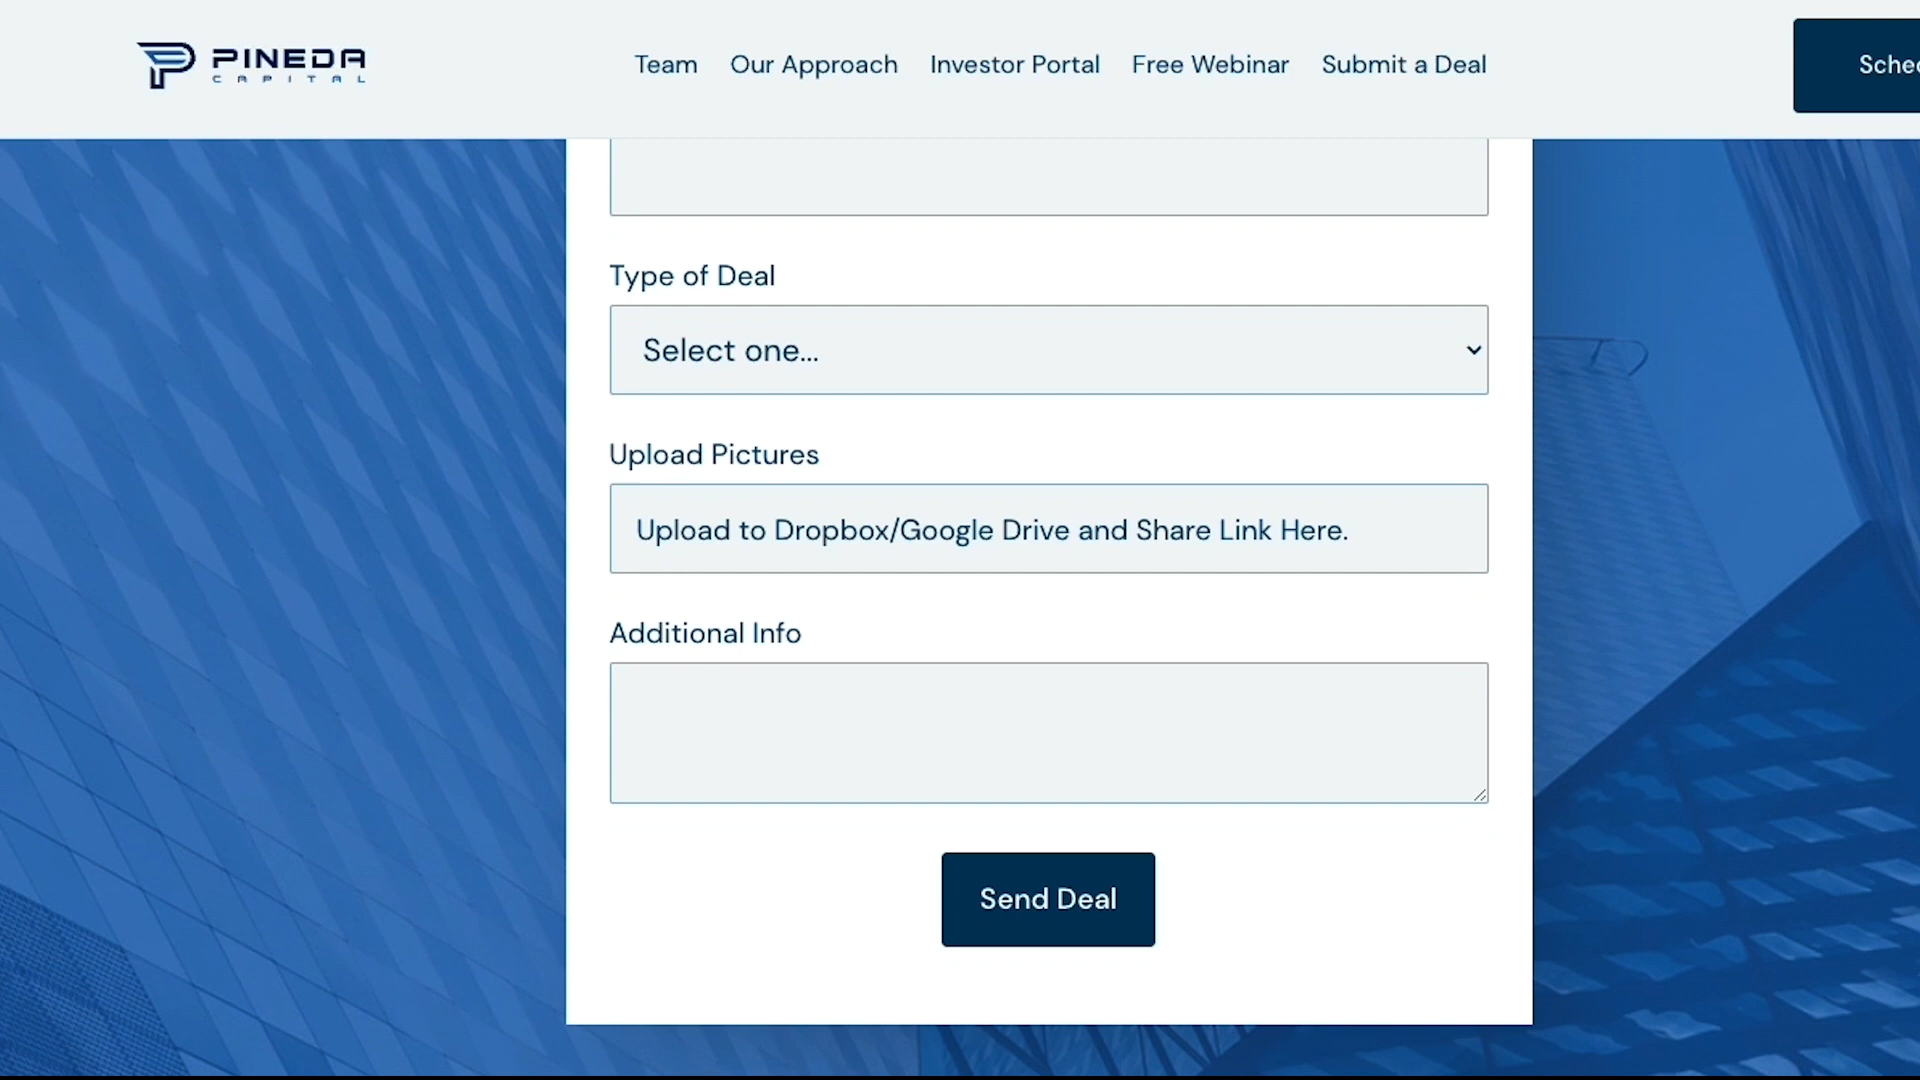 PINEDA
CAPITAL
Team
Our Approach
Investor Portal
Free Webinar
Submit a Deal
Type of Deal
Select one...
Upload Pictures
Upload to Dropbox/Google Drive and Share Link Here.
Additional Info
Send Deal